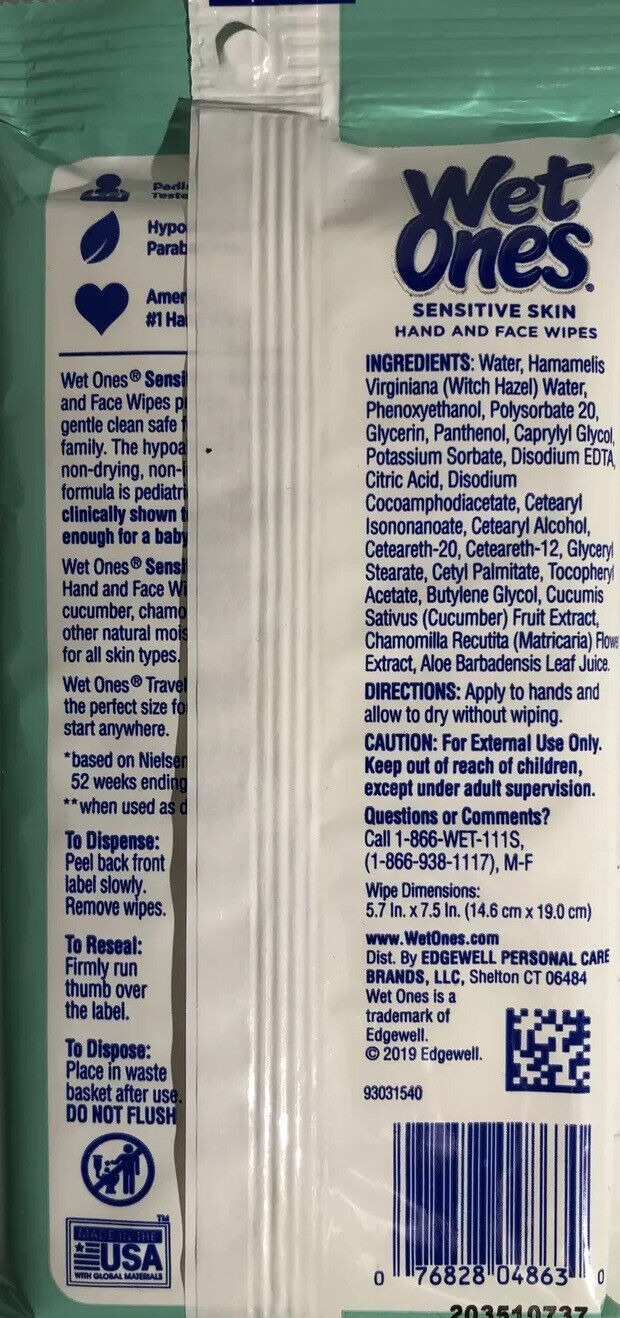 Pedi
Teste
Hypo
Parab
Amer
#1 Ha
Wet Ones® Sensi
and Face Wipes p
gentle clean safe f
family. The hypoa
non-drying, non-i
formula is pediatri
clinically shown t
enough for a baby
Wet Ones® Sensi
Hand and Face Wi
cucumber, chamo
other natural mois
for all skin types.
Wet Ones® Travel
the perfect size fo
start anywhere.
*based on Nielsen
52 weeks ending
**when used as d
To Dispense:
Peel back front
label slowly.
Remove wipes.
To Reseal:
Firmly run
thumb over
the label.
To Dispose:
Place in waste
basket after use.
DO NOT FLUSH
MADE IN THE
USA
WITH GLOBAL MATERIALS
TM
Wet
Ones®
SENSITIVE SKIN
HAND AND FACE WIPES
INGREDIENTS: Water, Hamamelis
Virginiana (Witch Hazel) Water,
Phenoxyethanol, Polysorbate 20,
Glycerin, Panthenol, Caprylyl Glycol,
Potassium Sorbate, Disodium EDTA,
Citric Acid, Disodium
Cocoamphodiacetate, Cetearyl
Isononanoate, Cetearyl Alcohol,
Ceteareth-20, Ceteareth-12, Glyceryl
Stearate, Cetyl Palmitate, Tocopheryl
Acetate, Butylene Glycol, Cucumis
Sativus (Cucumber) Fruit Extract,
Chamomilla Recutita (Matricaria) Flowe
Extract, Aloe Barbadensis Leaf Juice.
DIRECTIONS: Apply to hands and
allow to dry without wiping.
CAUTION: For External Use Only.
Keep out of reach of children,
except under adult supervision.
Questions or Comments?
Call 1-866-WET-111S,
(1-866-938-1117), M-F
Wipe Dimensions:
5.7 In. x 7.5 In. (14.6 cm x 19.0 cm)
www.WetOnes.com
Dist. By EDGEWELL PERSONAL CARE
BRANDS, LLC, Shelton CT 06484
Wet Ones is a
trademark of
Edgewell.
© 2019 Edgewell.
93031540
0 76828 04863 0
203510737